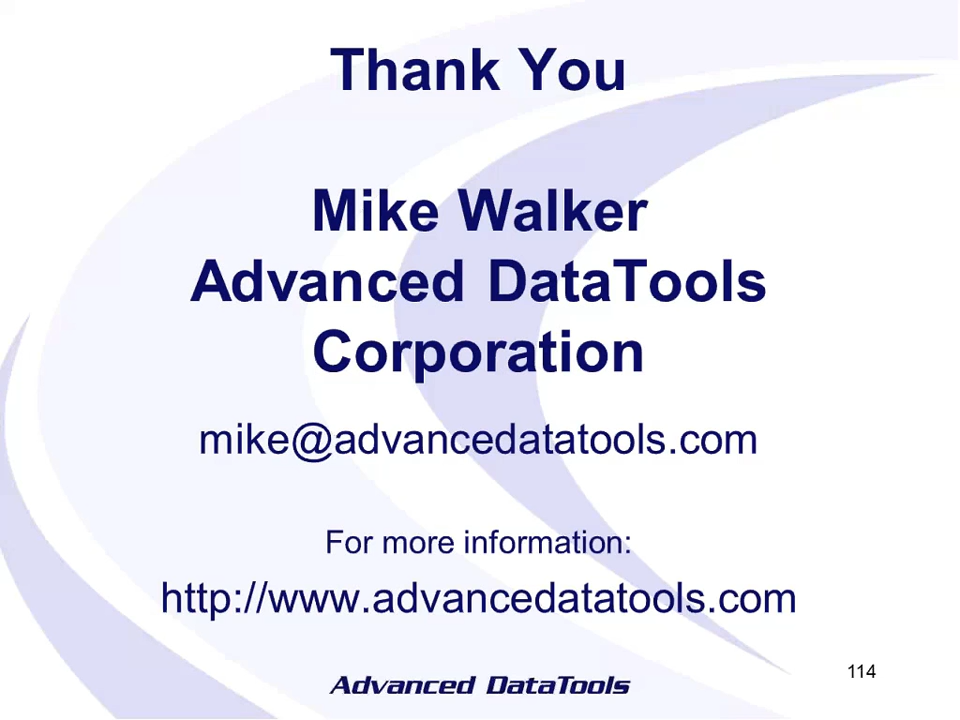 Thank You
Mike Walker
Advanced DataTools
Corporation
mike@advancedatatools.com
For more information:
http://www.advancedatatools.com
Advanced DataTools
114